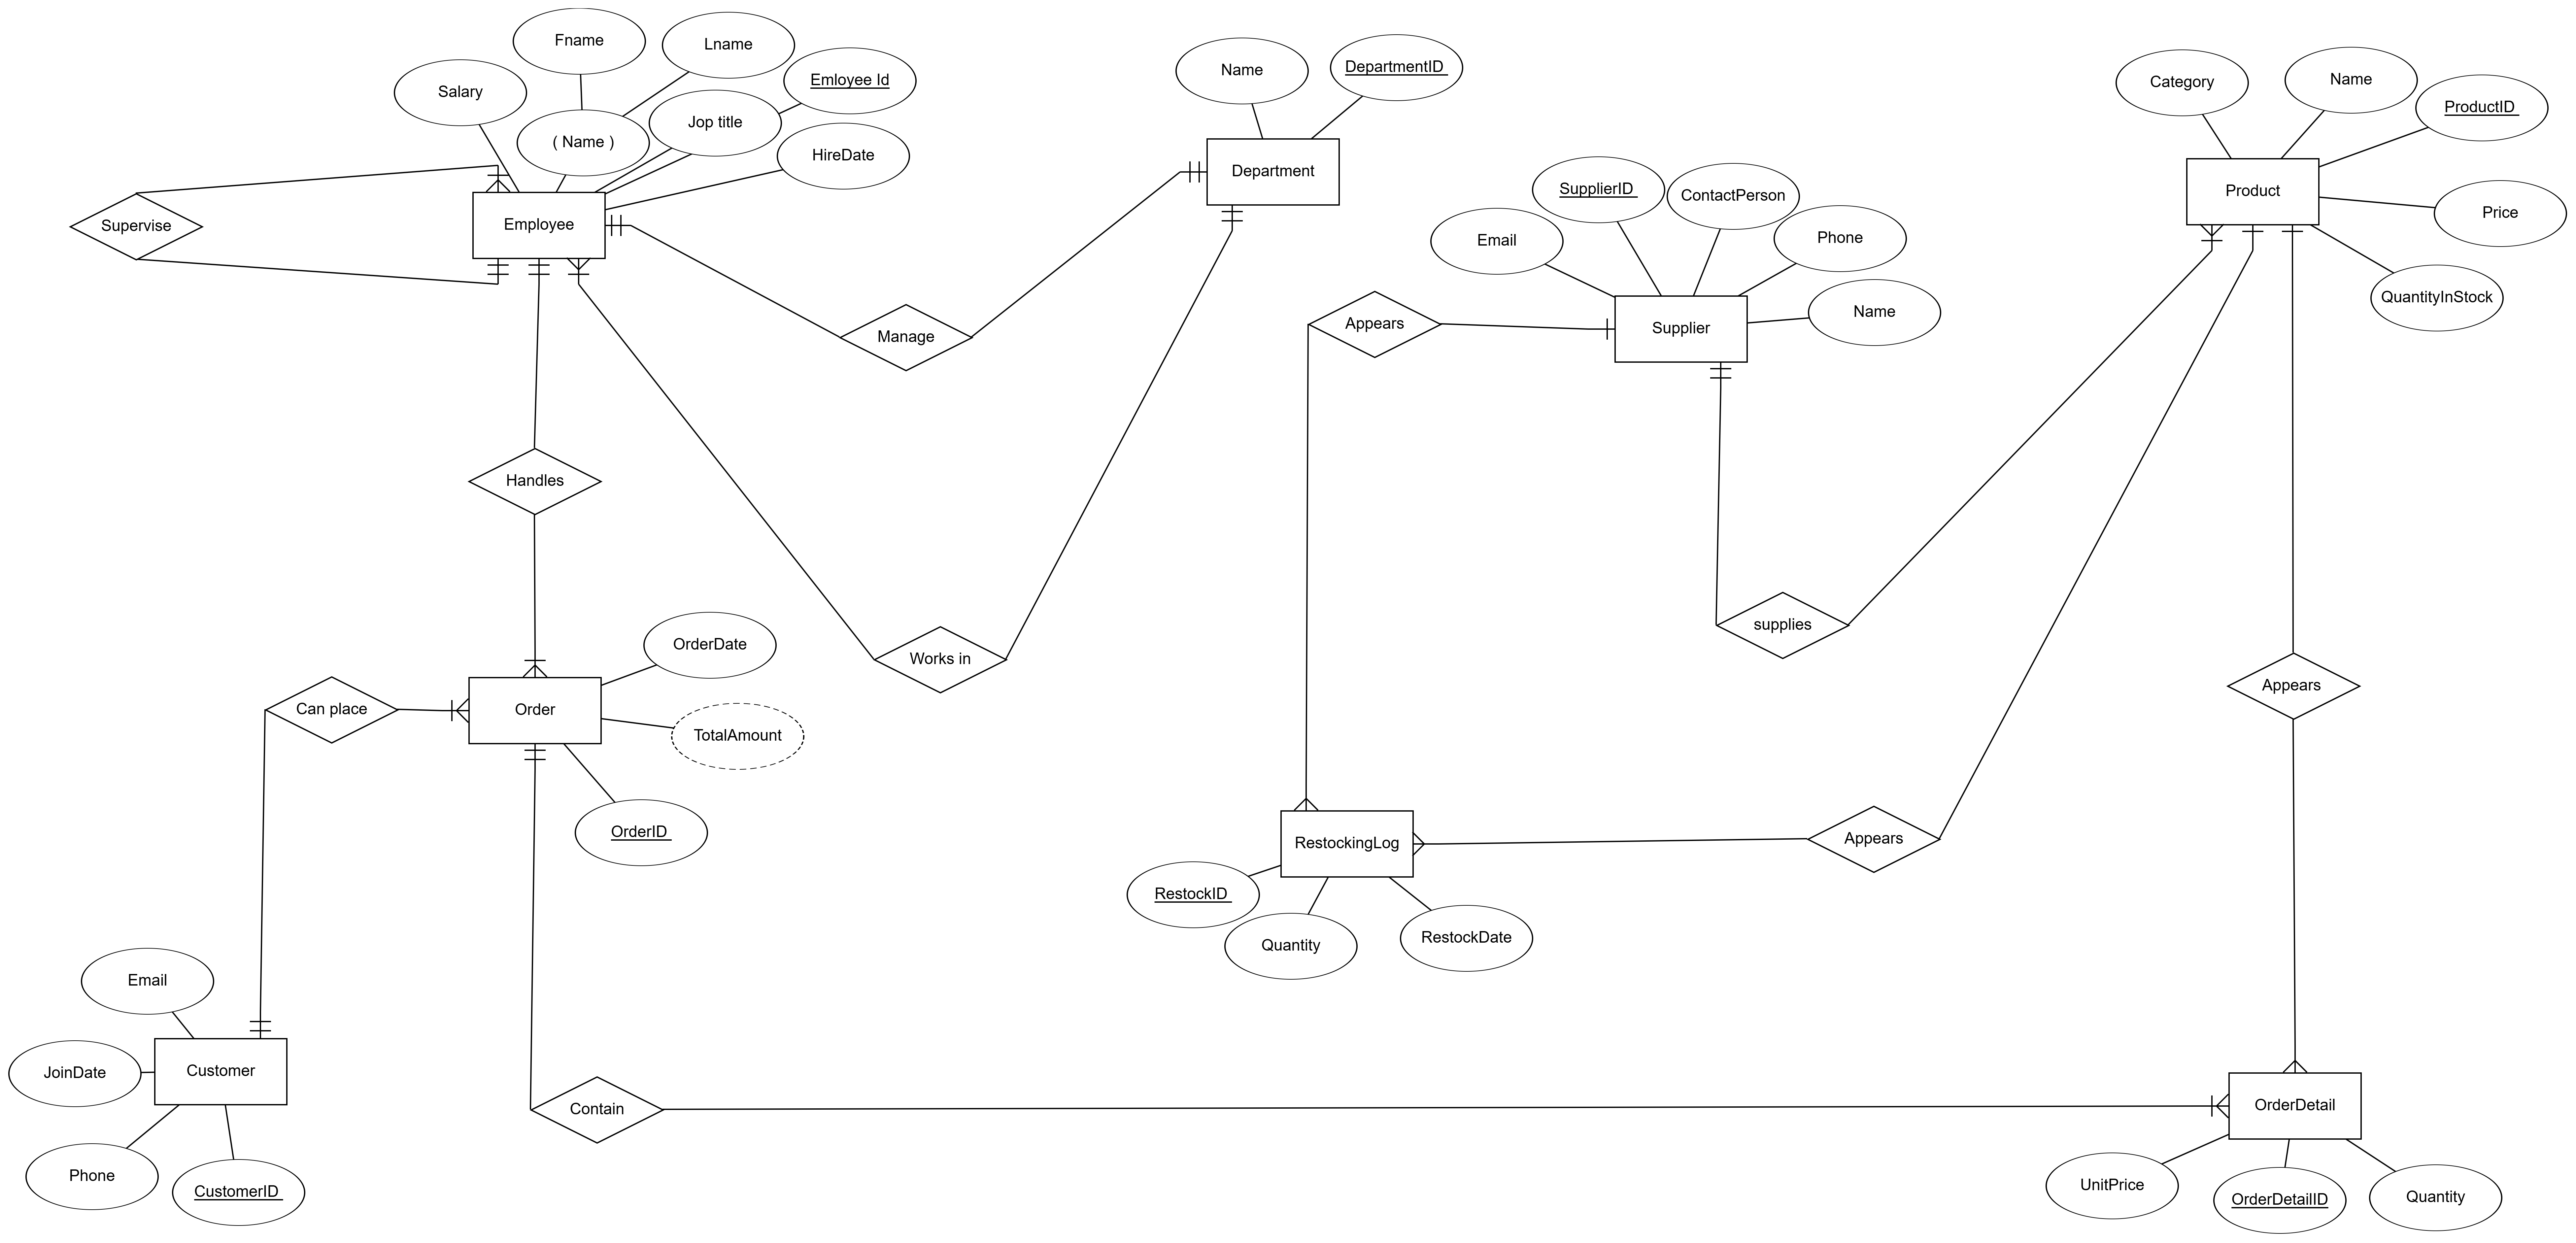 Fname
Lname
Salary
Emloyee Id
( Name )
Jop title
HireDate
Supervise
Employee
Manage
Name
DepartmentID
Department
Category
Name
ProductID
Product
Price
QuantityInStock
SupplierID
ContactPerson
Email
Phone
Name
Supplier
Appears
Handles
supplies
Works in
OrderDate
Can place
Order
TotalAmount
OrderID
Appears
RestockingLog
Appears
RestockID
Quantity
RestockDate
Email
JoinDate
Customer
Phone
CustomerID
Contain
OrderDetail
UnitPrice
OrderDetailID
Quantity